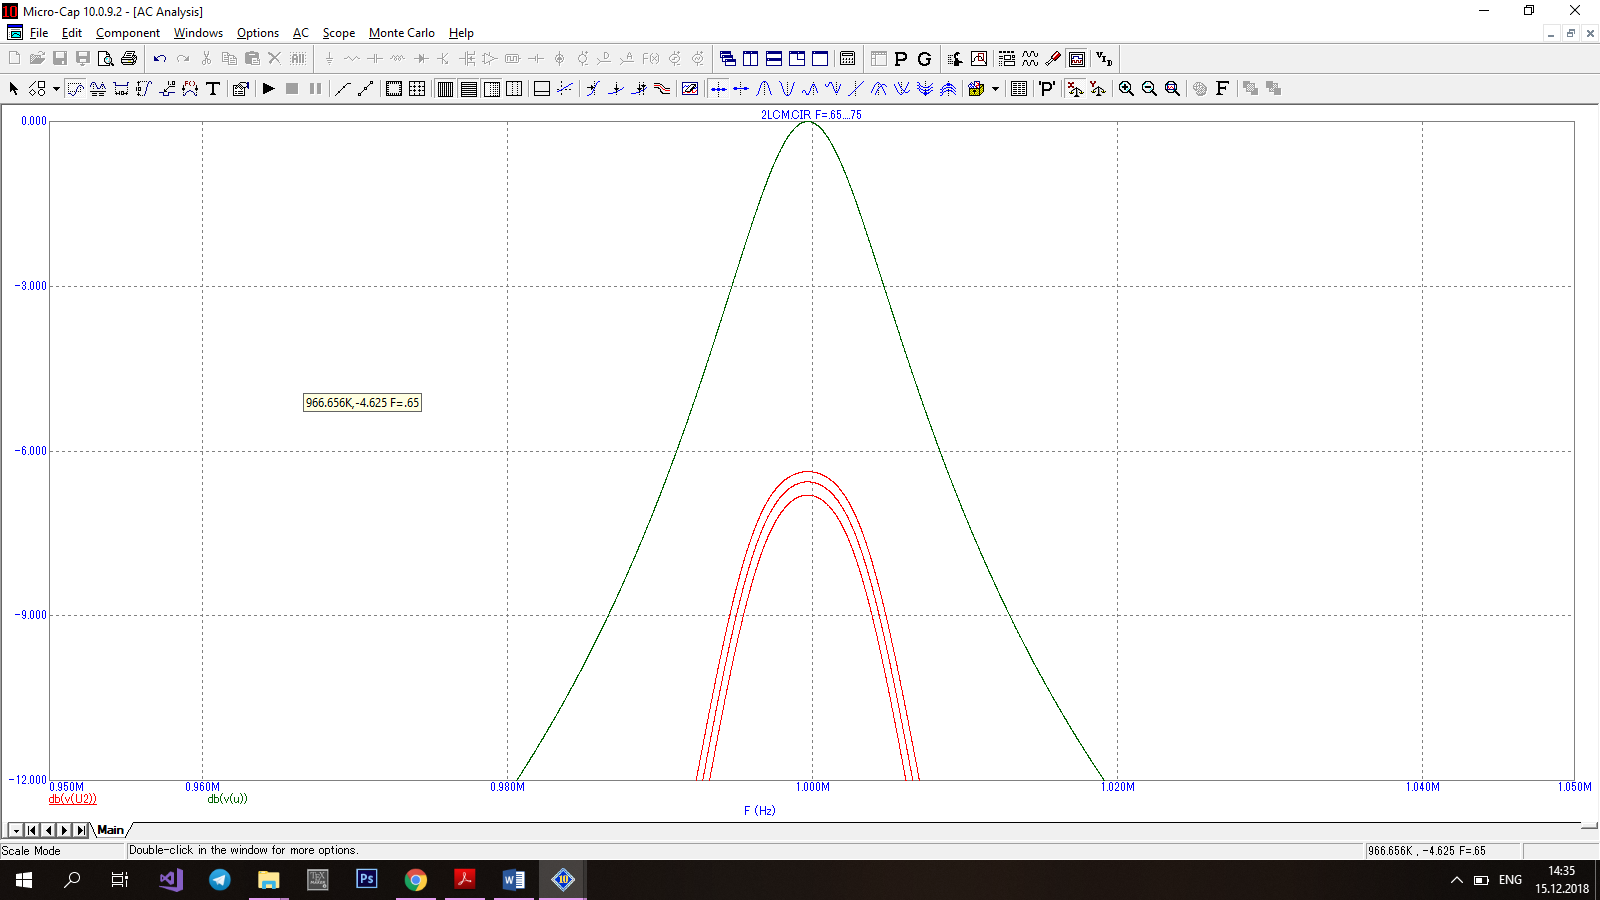 Micro-Cap 10.0.9.2 - [AC Analysis]
File Edit Component Windows Options AC Scope Monte Carlo Help
2LCM.CIR F=.65...75
0.000
-3.000
966.656K,-4.625 F=.65
-6.000
-9.000
-12.000
0.950M 0.960M 0.980M 1.000M 1.020M 1.040M 1.050M
db(v(U2)) db(v(u))
F (Hz)
Main
Scale Mode Double-click in the window for more options. 966.656K , -4.625 F=.65
ENG
14:35
15.12.2018